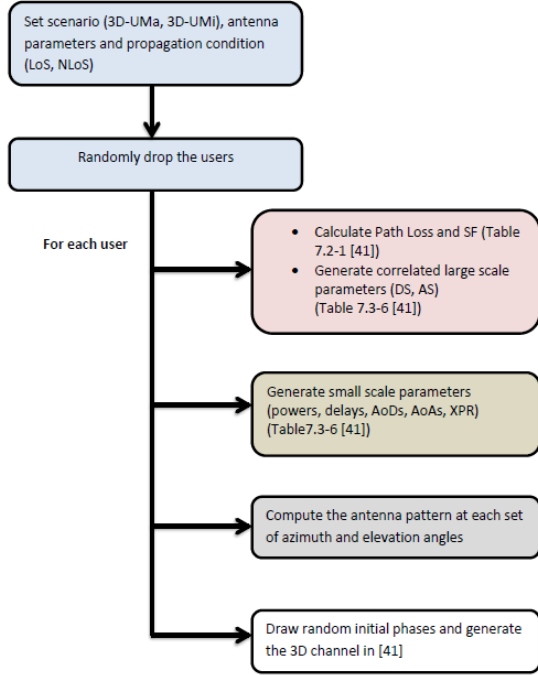 Set scenario (3D-UMa, 3D-UMi), antenna
parameters and propagation condition
(LoS, NLoS)
Randomly drop the users
For each user
• Calculate Path Loss and SF (Table
7.2-1 [41])
• Generate correlated large scale
parameters (DS, AS)
(Table 7.3-6 [41])
Generate small scale parameters
(powers, delays, AoDs, AoAs, XPR)
(Table7.3-6 [41])
Compute the antenna pattern at each set
of azimuth and elevation angles
Draw random initial phases and generate
the 3D channel in [41]